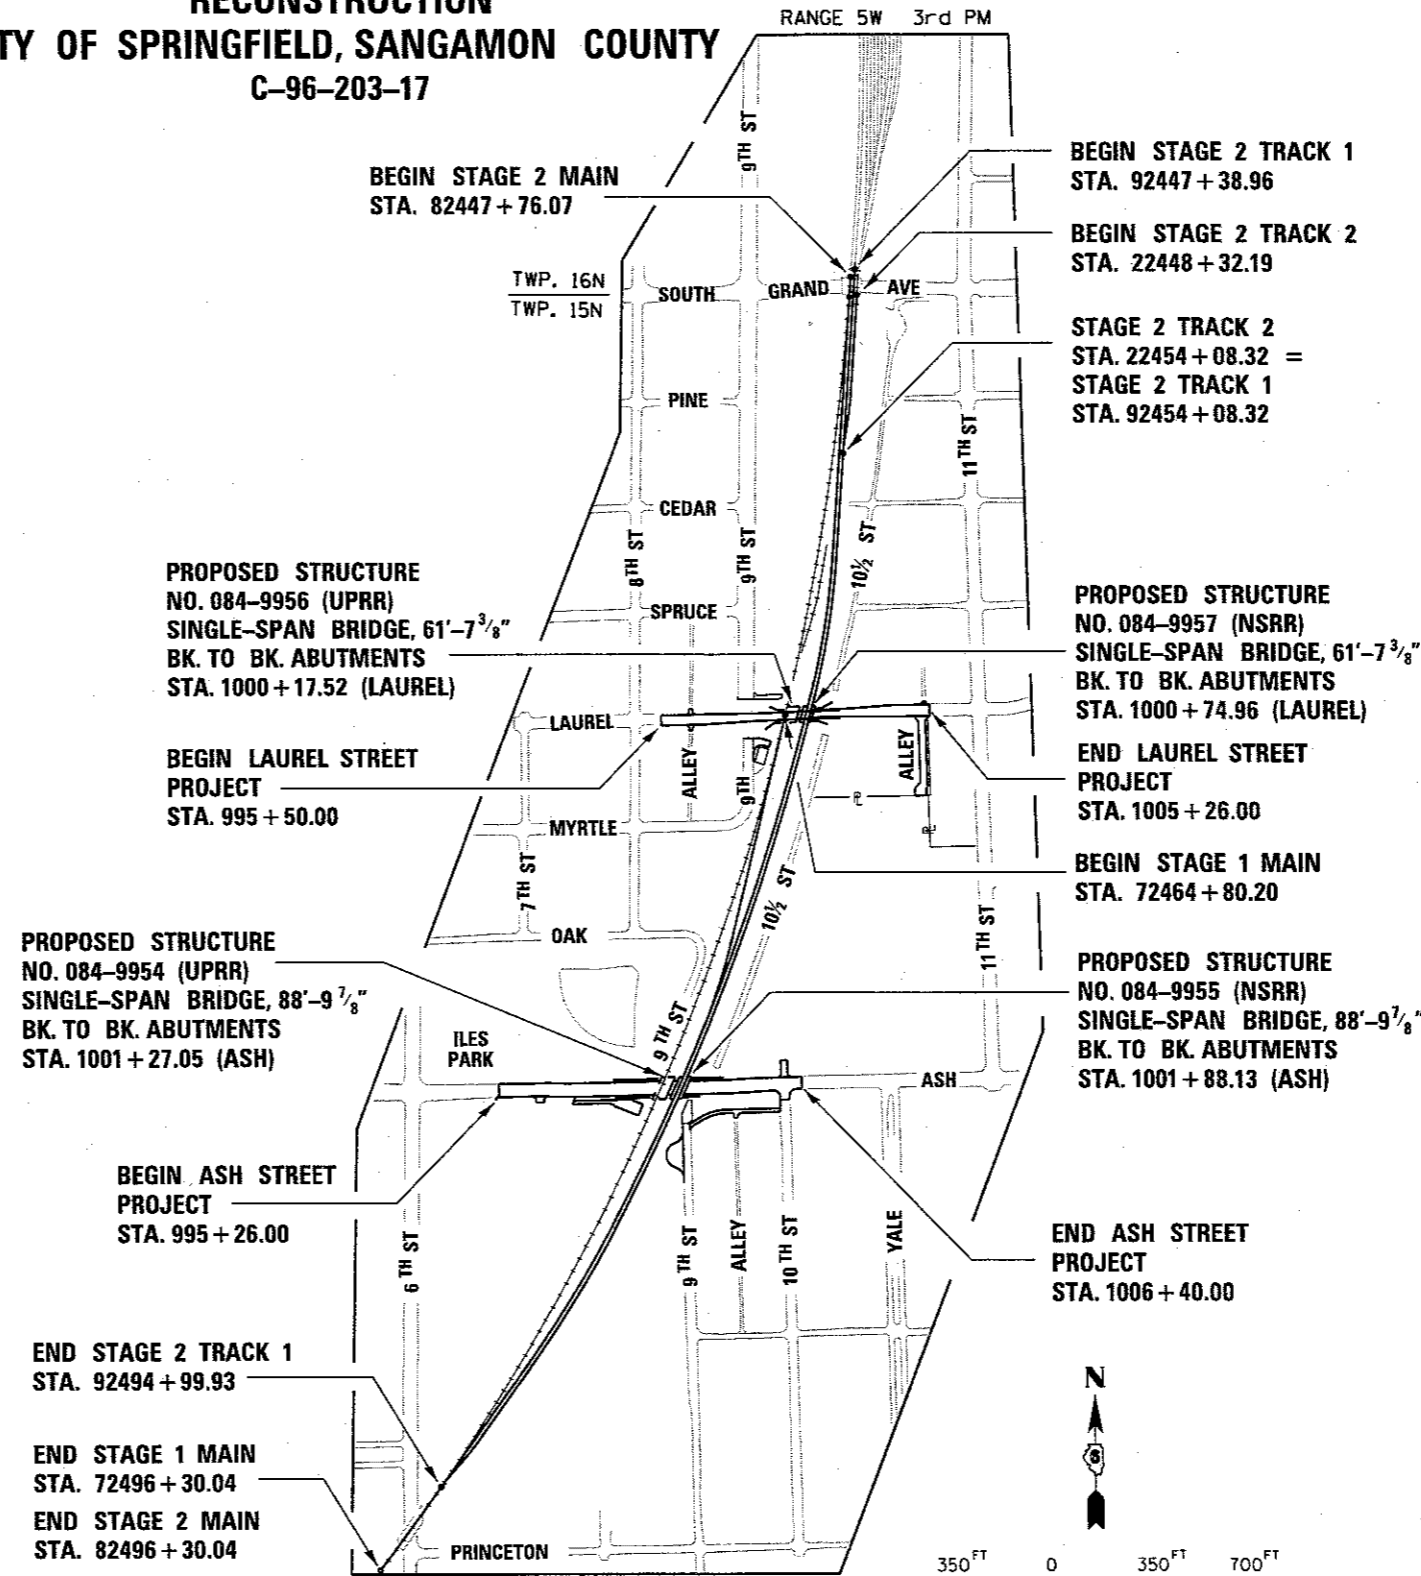 RECONSTRUCTION
TY OF SPRINGFIELD, SANGAMON COUNTY
C-96-203-17
RANGE 5W 3rd PM
9TH ST
BEGIN STAGE 2 MAIN
STA. 82447+76.07
BEGIN STAGE 2 TRACK 1
STA. 92447+38.96
BEGIN STAGE 2 TRACK 2
STA. 22448+32.19
TWP. 16N
TWP. 15N
SOUTH GRAND AVE
STAGE 2 TRACK 2
STA. 22454+08.32 =
STAGE 2 TRACK 1
STA. 92454+08.32
PINE
11TH ST
CEDAR
8TH ST
9TH ST
10½ ST
SPRUCE
PROPOSED STRUCTURE
NO. 084-9956 (UPRR)
SINGLE-SPAN BRIDGE, 61'-7 3/8"
BK. TO BK. ABUTMENTS
STA. 1000+17.52 (LAUREL)
PROPOSED STRUCTURE
NO. 084-9957 (NSRR)
SINGLE-SPAN BRIDGE, 61'-7 3/8"
BK. TO BK. ABUTMENTS
STA. 1000+74.96 (LAUREL)
LAUREL
BEGIN LAUREL STREET
PROJECT
STA. 995+50.00
ALLEY
9TH
ALLEY
PL
PL
END LAUREL STREET
PROJECT
STA. 1005+26.00
MYRTLE
7TH ST
10½ ST
BEGIN STAGE 1 MAIN
STA. 72464+80.20
OAK
11TH ST
PROPOSED STRUCTURE
NO. 084-9954 (UPRR)
SINGLE-SPAN BRIDGE, 88'-9 7/8"
BK. TO BK. ABUTMENTS
STA. 1001+27.05 (ASH)
PROPOSED STRUCTURE
NO. 084-9955 (NSRR)
SINGLE-SPAN BRIDGE, 88'-9 7/8"
BK. TO BK. ABUTMENTS
STA. 1001+88.13 (ASH)
ILES
PARK
9TH ST
ASH
BEGIN ASH STREET
PROJECT
STA. 995+26.00
6TH ST
9TH ST
ALLEY
10TH ST
YALE
END ASH STREET
PROJECT
STA. 1006+40.00
END STAGE 2 TRACK 1
STA. 92494+99.93
END STAGE 1 MAIN
STA. 72496+30.04
END STAGE 2 MAIN
STA. 82496+30.04
PRINCETON
N
6
350FT 0 350FT 700FT